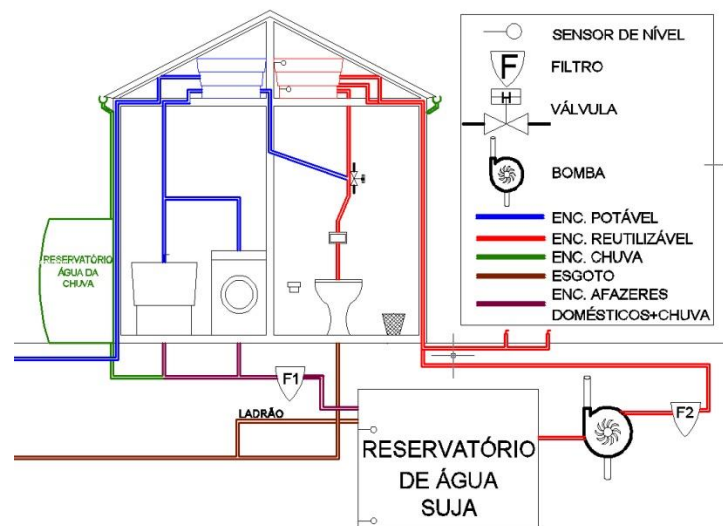 SENSOR DE NÍVEL
F
FILTRO
H
VÁLVULA
BOMBA
ENC. POTÁVEL
ENC. REUTILIZÁVEL
ENC. CHUVA
ESGOTO
ENC. AFAZERES
DOMÉSTICOS+CHUVA
RESERVATÓRIO
ÁGUA DA
CHUVA
F1
F2
LADRÃO
RESERVATÓRIO
DE ÁGUA
SUJA